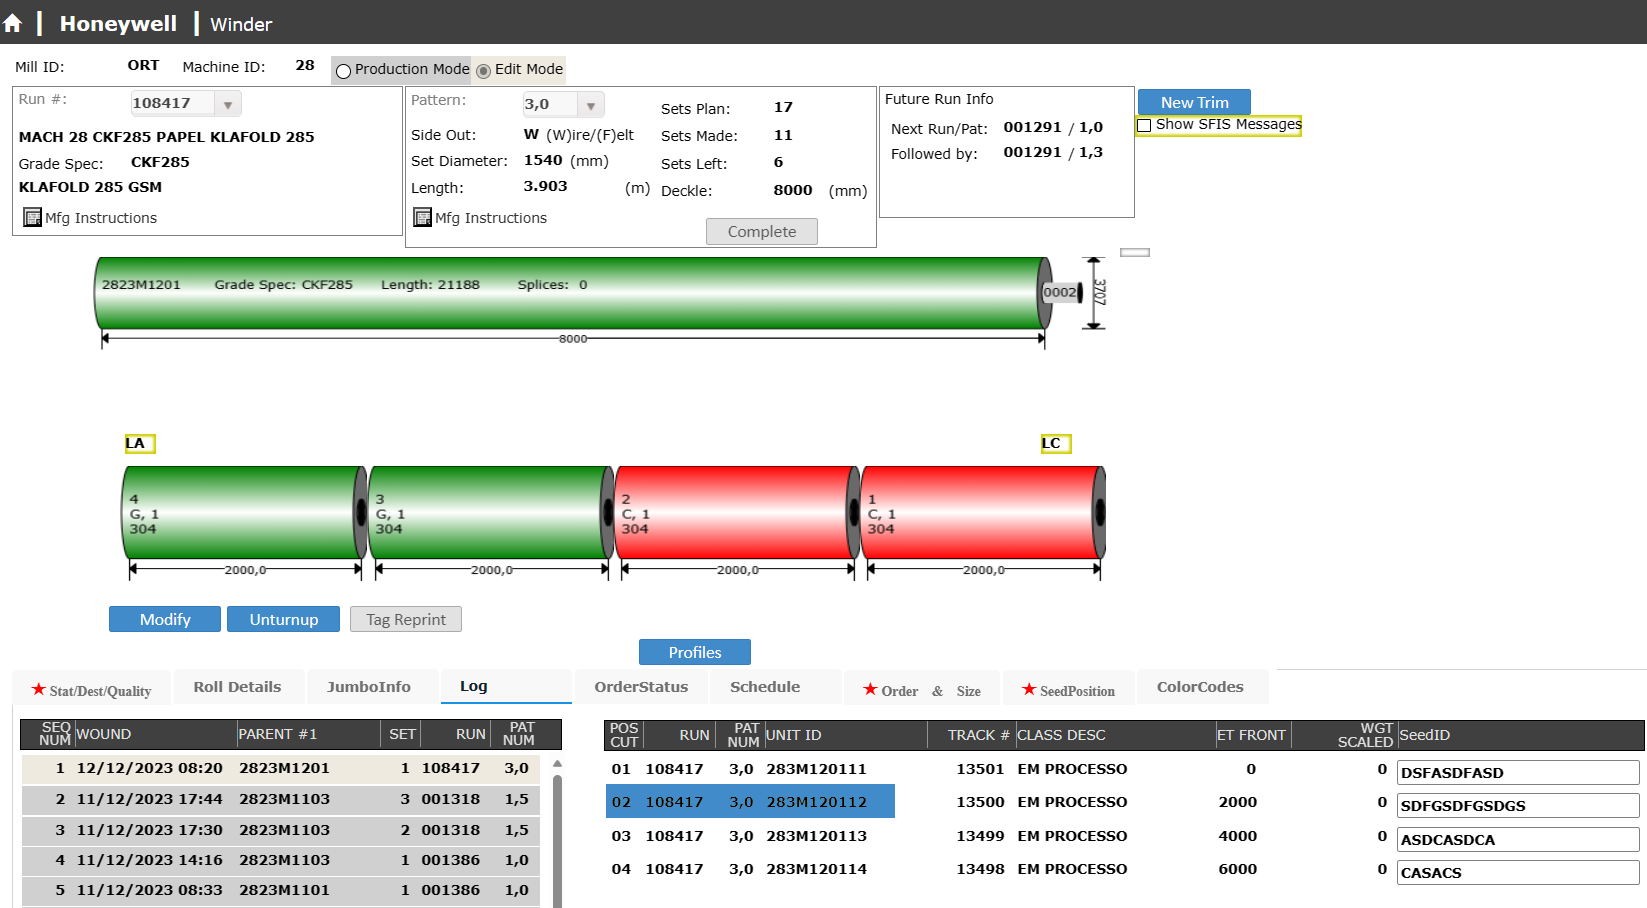 Honeywell Winder
Mill ID: ORT Machine ID: 28 Production Mode Edit Mode
Run #: 108417
MACH 28 CKF285 PAPEL KLAFOLD 285
Grade Spec: CKF285
KLAFOLD 285 GSM
Mfg Instructions
Pattern: 3,0
Side Out: W (W)ire/(F)elt
Set Diameter: 1540 (mm)
Length: 3.903 (m)
Mfg Instructions
Sets Plan: 17
Sets Made: 11
Sets Left: 6
Deckle: 8000 (mm)
Complete
Future Run Info
Next Run/Pat: 001291 / 1,0
Followed by: 001291 / 1,3
New Trim
Show SFIS Messages
2823M1201 Grade Spec: CKF285 Length: 21188 Splices: 0
0002
3707
8000
LA LC
4
G, 1
304
2000,0
3
G, 1
304
2000,0
2
C, 1
304
2000,0
1
C, 1
304
2000,0
Modify Unturnup Tag Reprint
Profiles
Stat/Dest/Quality Roll Details JumboInfo Log OrderStatus Schedule Order & Size SeedPosition ColorCodes
SEQ NUM WOUND PARENT #1 SET RUN PAT NUM
1 12/12/2023 08:20 2823M1201 1 108417 3,0
2 11/12/2023 17:44 2823M1103 3 001318 1,5
3 11/12/2023 17:30 2823M1103 2 001318 1,5
4 11/12/2023 14:16 2823M1103 1 001386 1,0
5 11/12/2023 08:33 2823M1101 1 001386 1,0
POS CUT RUN PAT NUM UNIT ID TRACK # CLASS DESC ET FRONT WGT SCALED SeedID
01 108417 3,0 283M120111 13501 EM PROCESSO 0 0 DSFASDFASD
02 108417 3,0 283M120112 13500 EM PROCESSO 2000 0 SDFGSDFGSDGS
03 108417 3,0 283M120113 13499 EM PROCESSO 4000 0 ASDCASDCA
04 108417 3,0 283M120114 13498 EM PROCESSO 6000 0 CASACS